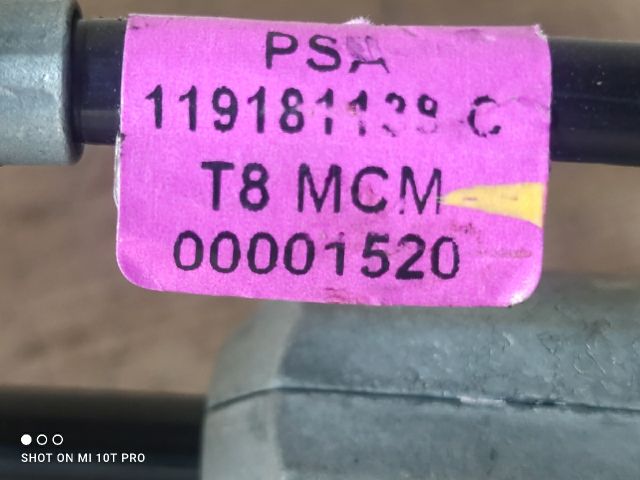 PSA
119181139 C
T8 MCM
00001520
SHOT ON MI 10T PRO